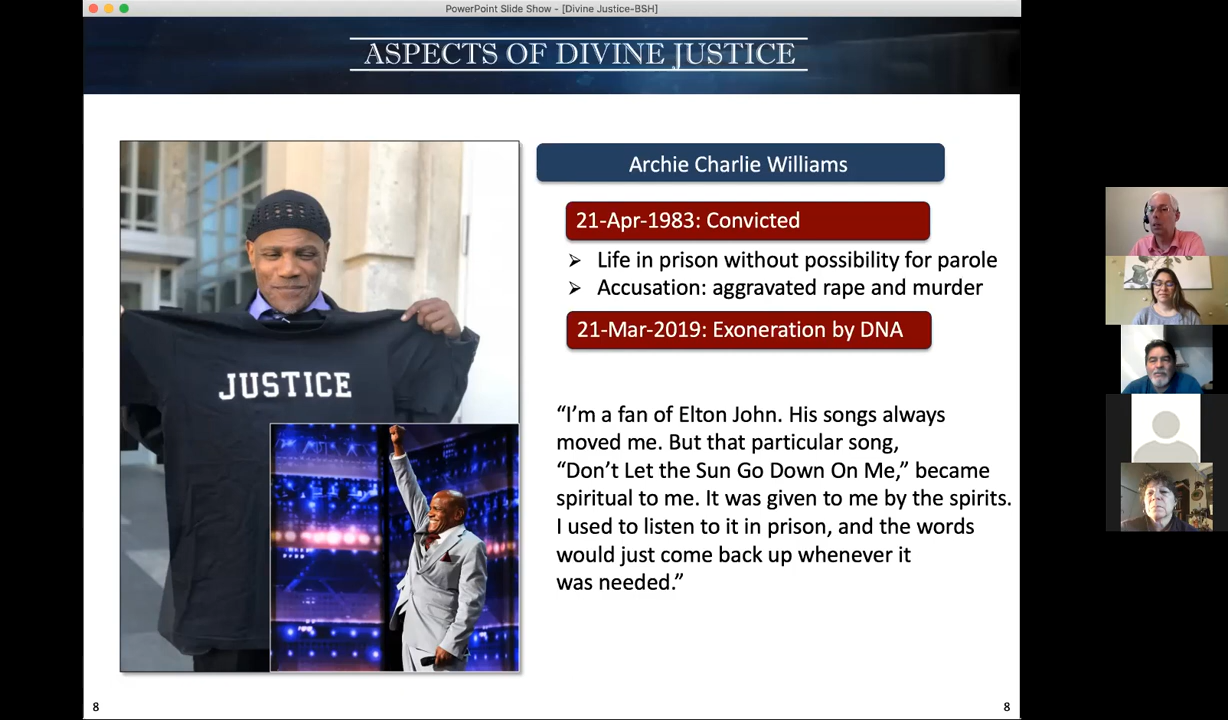 PowerPoint Slide Show - [Divine Justice-BSH]
ASPECTS OF DIVINE JUSTICE
Archie Charlie Williams
21-Apr-1983: Convicted
➢ Life in prison without possibility for parole
➢ Accusation: aggravated rape and murder
21-Mar-2019: Exoneration by DNA
JUSTICE
“I’m a fan of Elton John. His songs always
moved me. But that particular song,
“Don’t Let the Sun Go Down On Me,” became
spiritual to me. It was given to me by the spirits.
I used to listen to it in prison, and the words
would just come back up whenever it
was needed.”
8
8